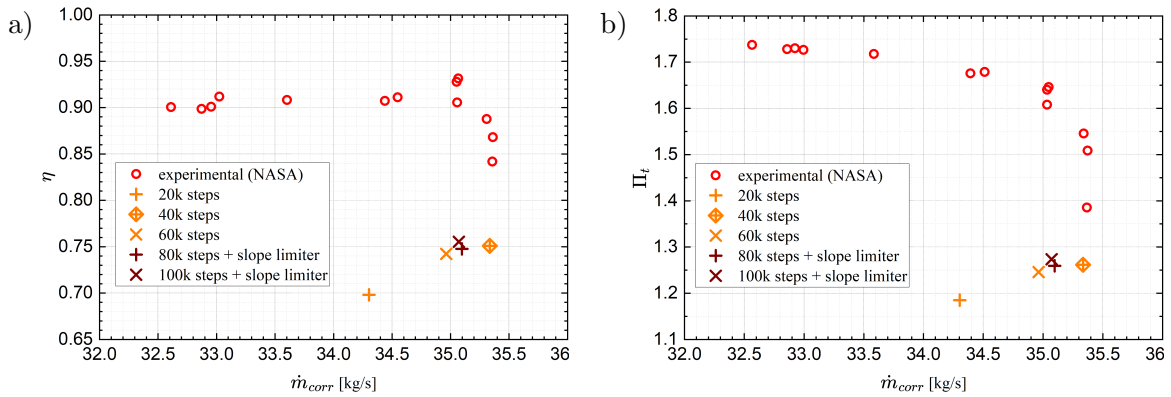 a)
1.00
0.95
0.90
0.85
0.80
0.75
0.70
0.65
η
experimental (NASA)
20k steps
40k steps
60k steps
80k steps + slope limiter
100k steps + slope limiter
32.0 32.5 33.0 33.5 34.0 34.5 35.0 35.5 36
ṁcorr [kg/s]
b)
1.8
1.7
1.6
1.5
1.4
1.3
1.2
1.1
Πt
experimental (NASA)
20k steps
40k steps
60k steps
80k steps + slope limiter
100k steps + slope limiter
32.0 32.5 33.0 33.5 34.0 34.5 35.0 35.5 36.0
ṁcorr [kg/s]